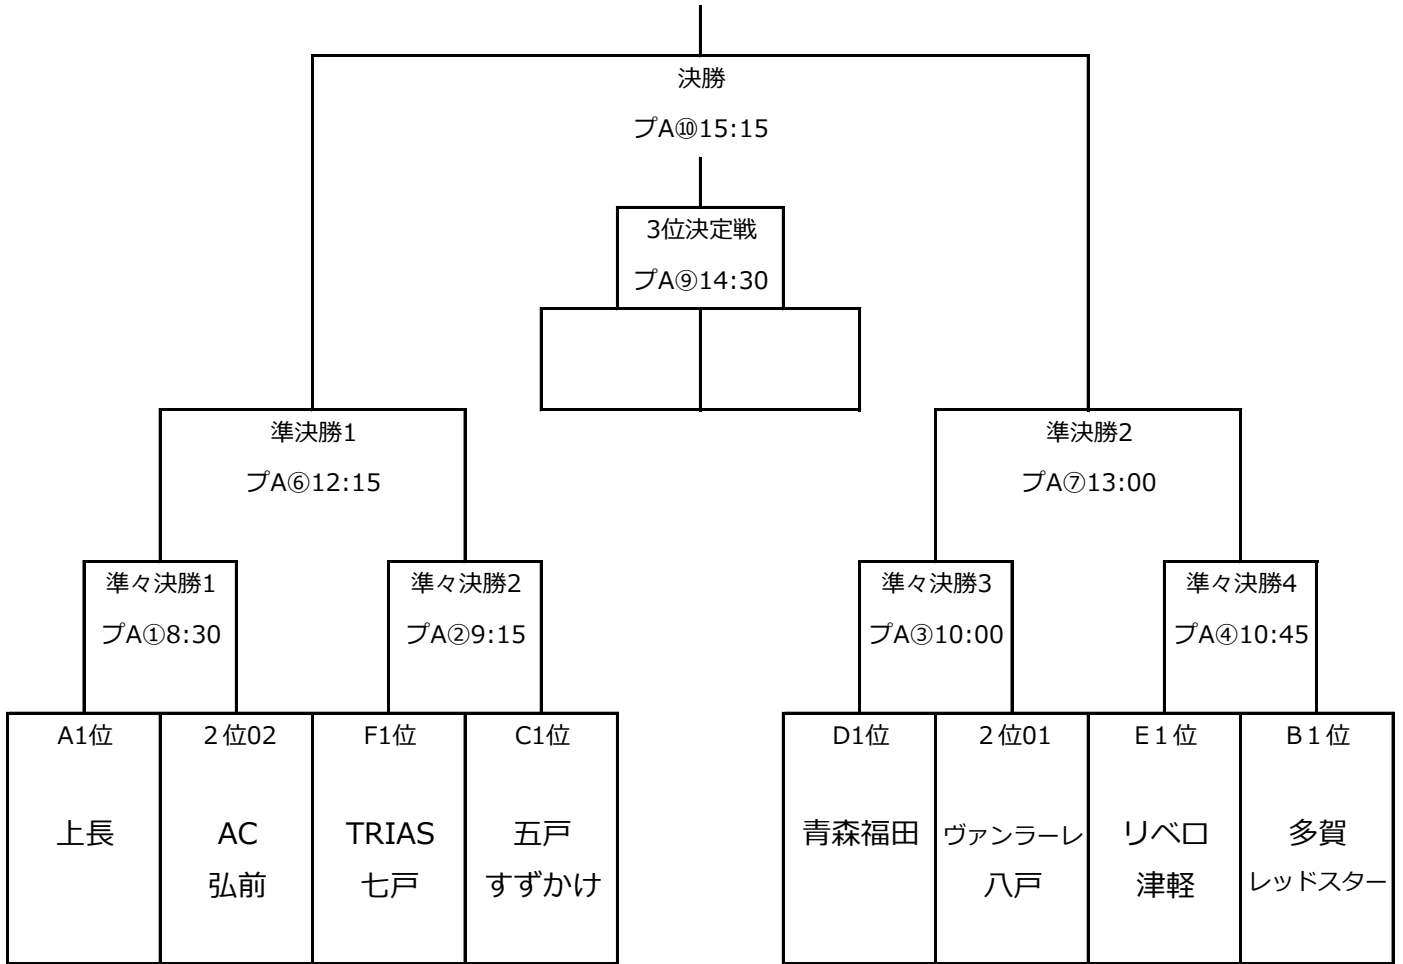 決勝
プA⑩15:15
3位決定戦
プA⑨14:30
準決勝1
プA⑥12:15
準決勝2
プA⑦13:00
準々決勝1
プA①8:30
準々決勝2
プA②9:15
準々決勝3
プA③10:00
準々決勝4
プA④10:45
A1位
２位02
F1位
C1位
D1位
２位01
E１位
B１位
上長
AC
弘前
TRIAS
七戸
五戸
すずかけ
青森福田
ヴァンラーレ
八戸
リベロ
津軽
多賀
レッドスター